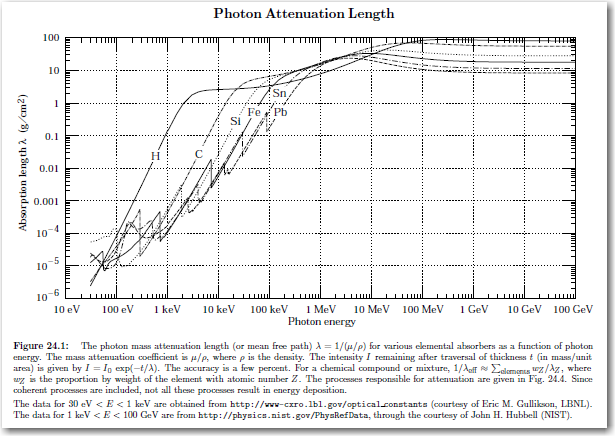 Photon Attenuation Length
100
10
1
0.1
0.01
0.001
10−4
10−5
10−6
Absorption length λ (g/cm2)
Sn
Fe Pb
Si
H C
10 eV 100 eV 1 keV 10 keV 100 keV 1 MeV 10 MeV 100 MeV 1 GeV 10 GeV 100 GeV
Photon energy
Figure 24.1: The photon mass attenuation length (or mean free path) λ = 1/(μ/ρ) for various elemental absorbers as a function of photon
energy. The mass attenuation coefficient is μ/ρ, where ρ is the density. The intensity I remaining after traversal of thickness t (in mass/unit
area) is given by I = I0 exp(−t/λ). The accuracy is a few percent. For a chemical compound or mixture, 1/λeff ≈ ∑elements wZ/λZ, where
wZ is the proportion by weight of the element with atomic number Z. The processes responsible for attenuation are given in Fig. 24.4. Since
coherent processes are included, not all these processes result in energy deposition.
The data for 30 eV < E < 1 keV are obtained from http://www-cxro.lbl.gov/optical_constants (courtesy of Eric M. Gullikson, LBNL).
The data for 1 keV < E < 100 GeV are from http://physics.nist.gov/PhysRefData, through the courtesy of John H. Hubbell (NIST).